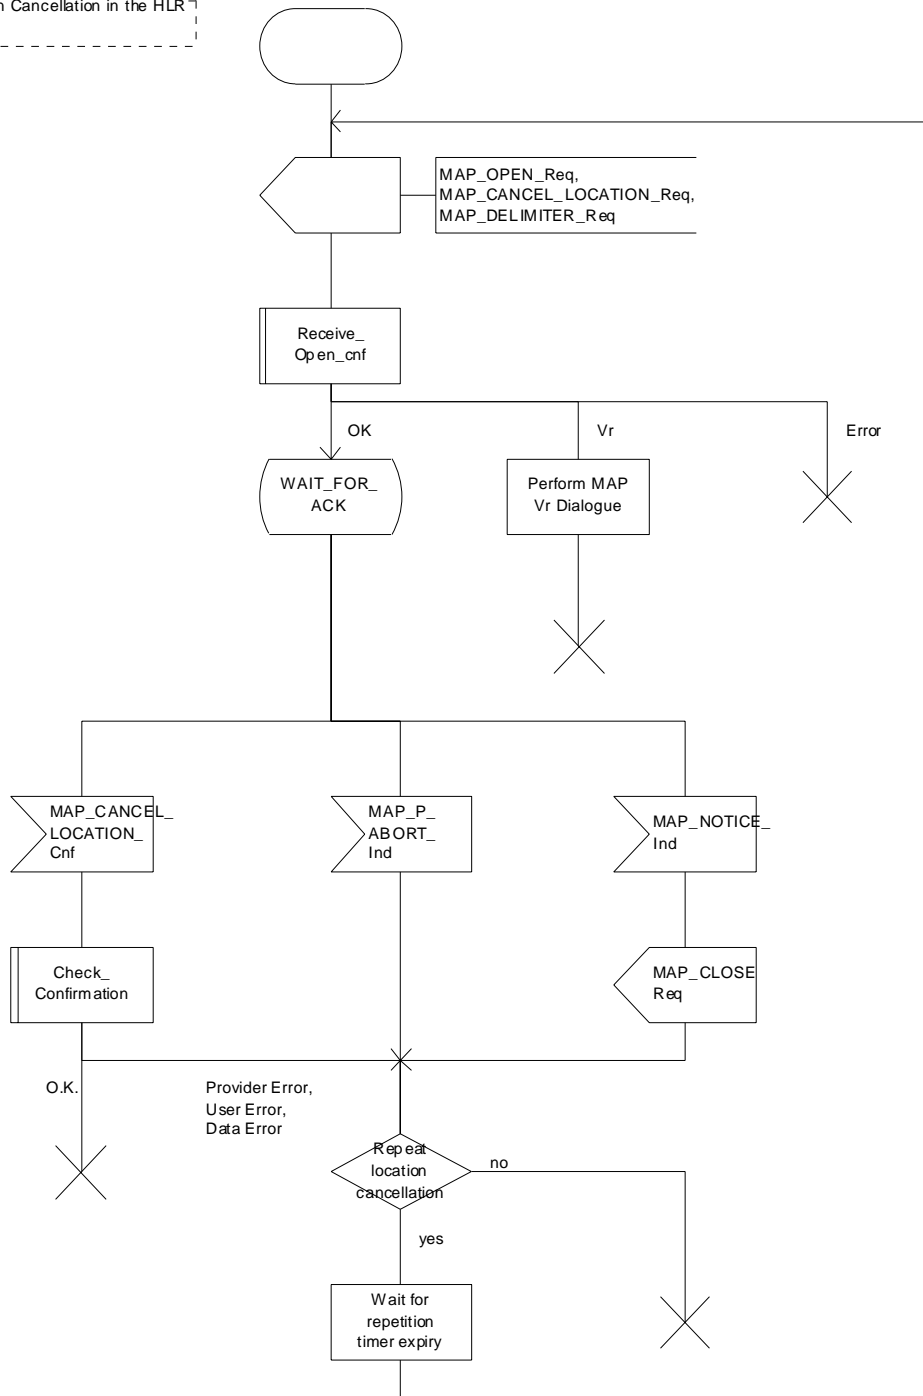 n Cancellation in the HLR
MAP_OPEN_Req,
MAP_CANCEL_LOCATION_Req,
MAP_DELIMITER_Req
Receive_
Open_cnf
OK
Vr
Error
WAIT_FOR_
ACK
Perform MAP
Vr Dialogue
MAP_CANCEL_
LOCATION_
Cnf
MAP_P_
ABORT_
Ind
MAP_NOTICE_
Ind
Check_
Confirmation
MAP_CLOSE
Req
O.K.
Provider Error,
User Error,
Data Error
Repeat
location
cancellation
no
yes
Wait for
repetition
timer expiry